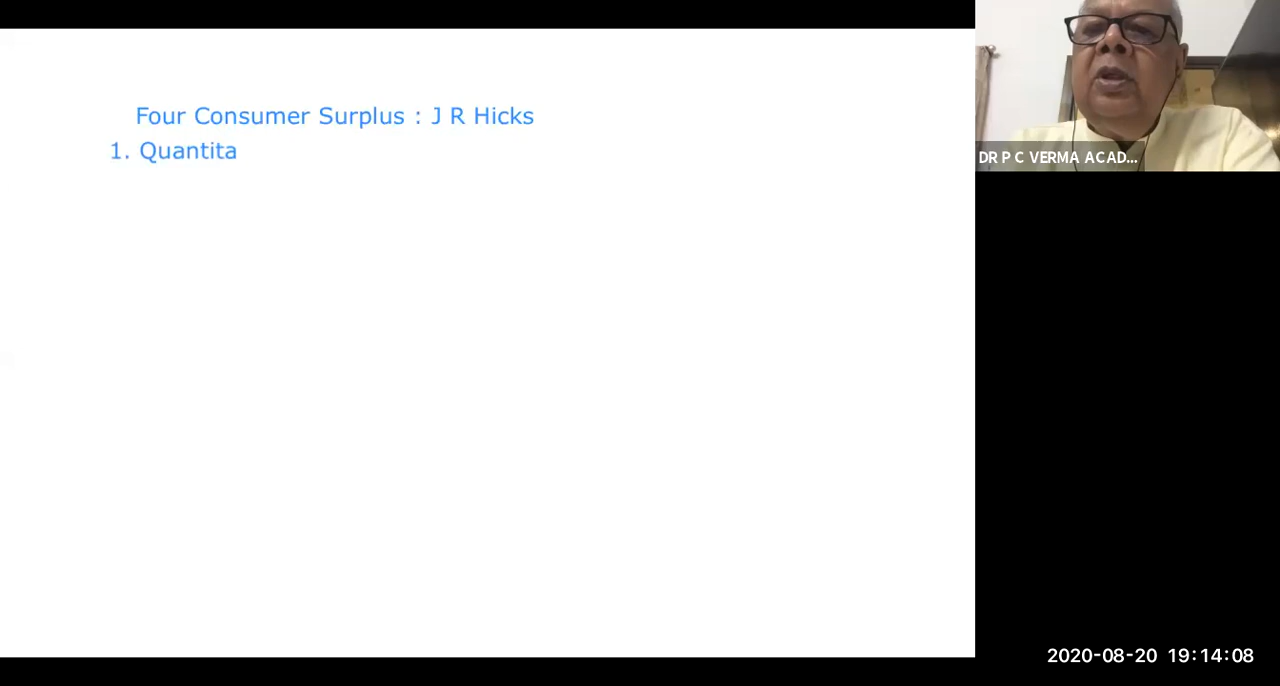 Four Consumer Surplus : J R Hicks
1. Quantita
DR P C VERMA ACAD...
2020-08-20 19:14:08